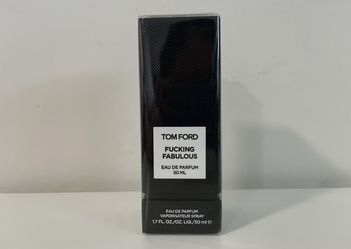 TOM FORD
FUCKING
FABULOUS
EAU DE PARFUM
50 ML
EAU DE PARFUM
VAPORISATEUR SPRAY
1.7 FL.OZ./OZ. LIQ./50 ml ℮